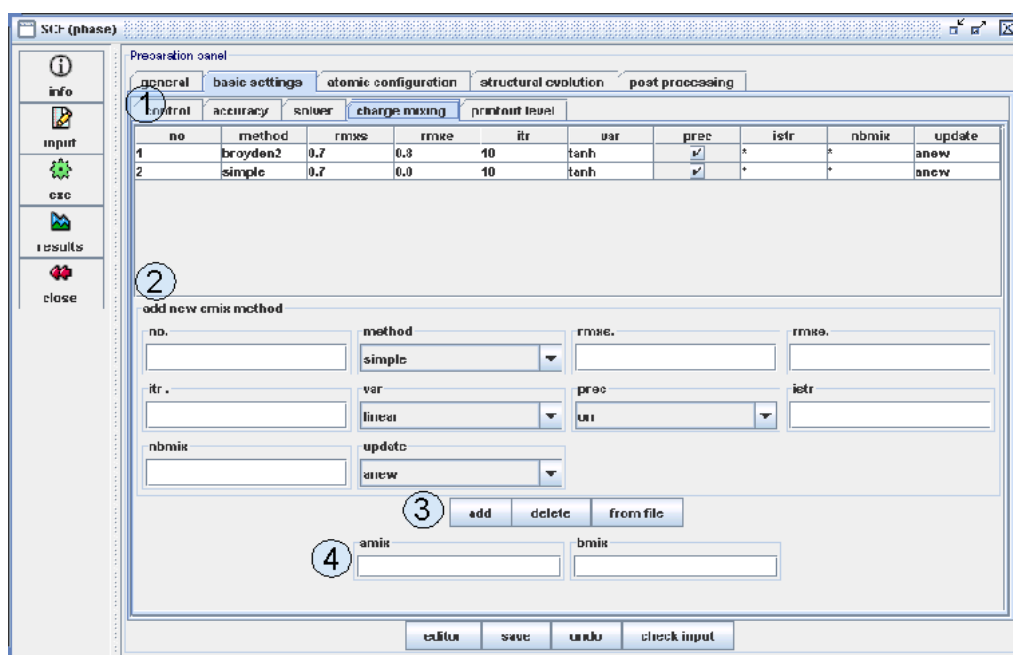 SCF (phase)
info
input
exc
results
close
Preparation panel
general basic settings atomic configuration structural evolution post processing
1
control accuracy solver charge mixing printout level
no method rmxs rmxe itr var prec istr nbmix update
1 broyden2 0.7 0.8 10 tanh * * anew
2 simple 0.7 10 tanh * * anew
2
add new cmix method
no. method rmxs. rmxe.
simple
itr. var prec istr
linear on
nbmix update
anew
3 add delete from file
4 amix bmix
editor save undo check input